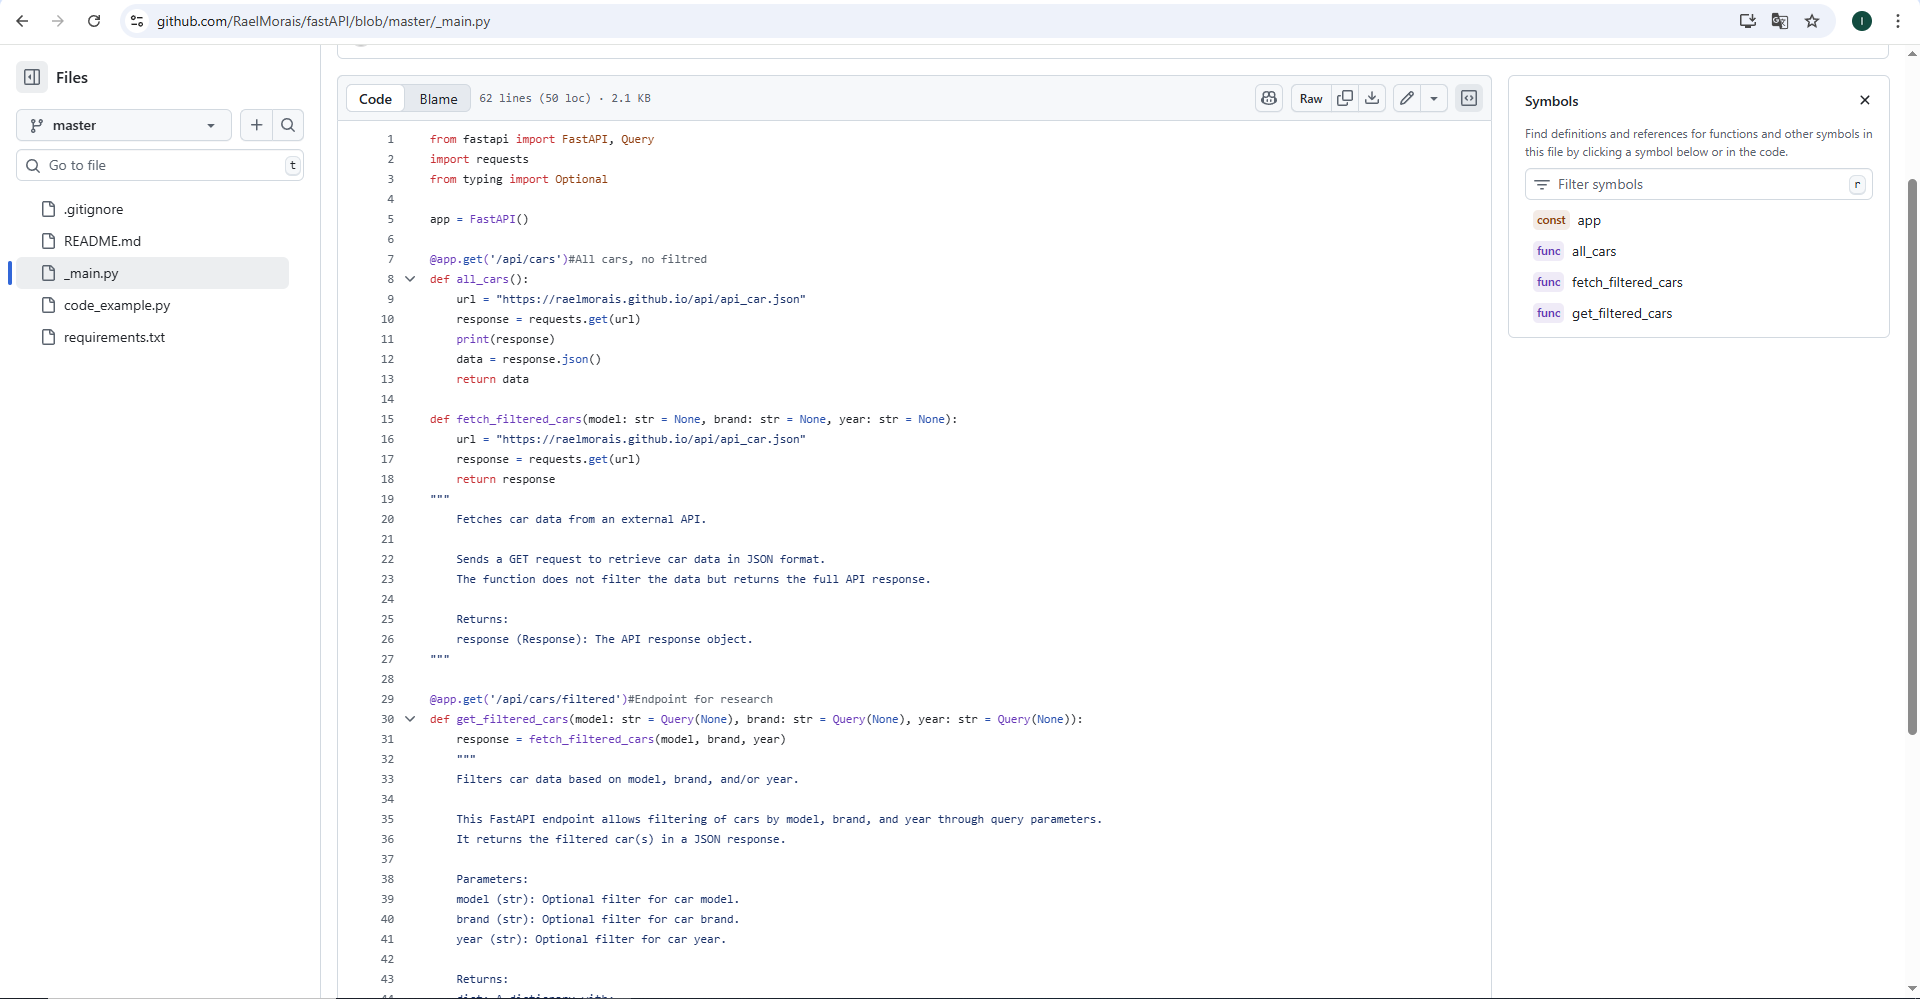 github.com/RaelMorais/fastAPI/blob/master/_main.py
I
Files
master
Go to file
t
.gitignore
README.md
_main.py
code_example.py
requirements.txt
Code
Blame
62 lines (50 loc) · 2.1 KB
Raw
1 from fastapi import FastAPI, Query
2 import requests
3 from typing import Optional
4
5 app = FastAPI()
6
7 @app.get('/api/cars')#All cars, no filtred
8 def all_cars():
9 url = "https://raelmorais.github.io/api/api_car.json"
10 response = requests.get(url)
11 print(response)
12 data = response.json()
13 return data
14
15 def fetch_filtered_cars(model: str = None, brand: str = None, year: str = None):
16 url = "https://raelmorais.github.io/api/api_car.json"
17 response = requests.get(url)
18 return response
19 """
20 Fetches car data from an external API.
21
22 Sends a GET request to retrieve car data in JSON format.
23 The function does not filter the data but returns the full API response.
24
25 Returns:
26 response (Response): The API response object.
27 """
28
29 @app.get('/api/cars/filtered')#Endpoint for research
30 def get_filtered_cars(model: str = Query(None), brand: str = Query(None), year: str = Query(None)):
31 response = fetch_filtered_cars(model, brand, year)
32 """
33 Filters car data based on model, brand, and/or year.
34
35 This FastAPI endpoint allows filtering of cars by model, brand, and year through query parameters.
36 It returns the filtered car(s) in a JSON response.
37
38 Parameters:
39 model (str): Optional filter for car model.
40 brand (str): Optional filter for car brand.
41 year (str): Optional filter for car year.
42
43 Returns:
44 dict: A dictionary with:
Symbols
Find definitions and references for functions and other symbols in
this file by clicking a symbol below or in the code.
Filter symbols
r
const app
func all_cars
func fetch_filtered_cars
func get_filtered_cars